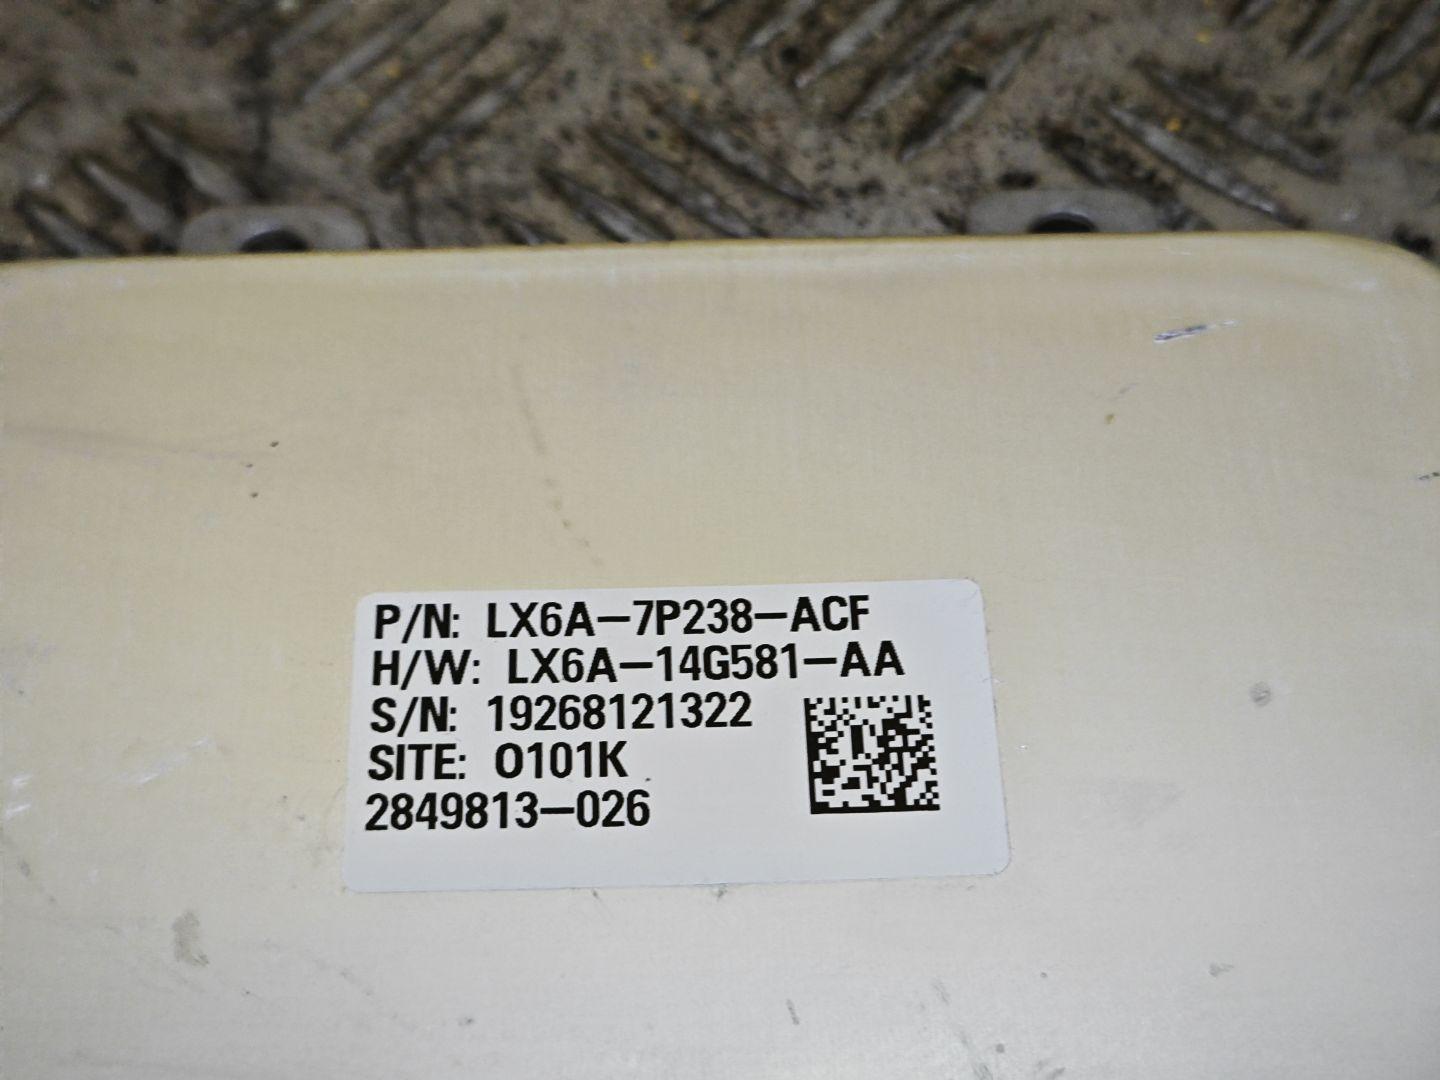 P/N: LX6A-7P238-ACF
H/W: LX6A-14G581-AA
S/N: 19268121322
SITE: O101K
2849813-026